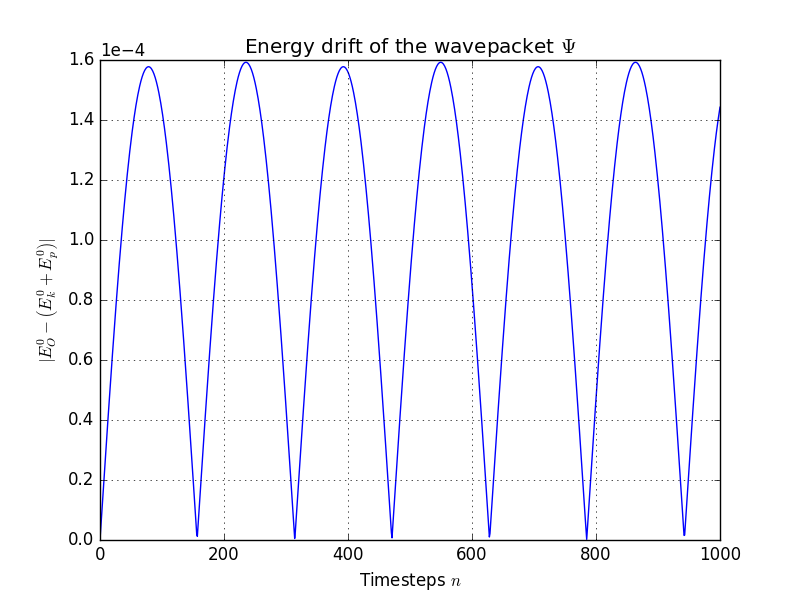 Energy drift of the wavepacket Ψ
1e−4
1.6
1.4
1.2
1.0
0.8
0.6
0.4
0.2
0.0
|E_O^0 − (E_k^0 + E_p^0)|
0 200 400 600 800 1000
Timesteps n